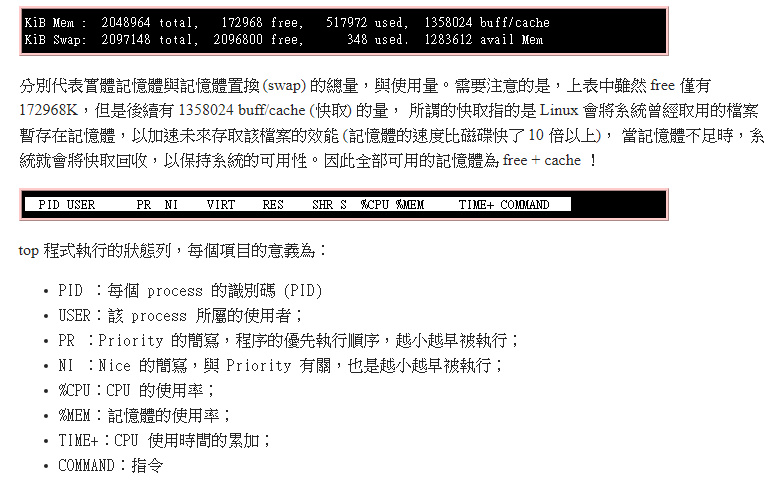 KiB Mem :  2048964 total,   172968 free,   517972 used,  1358024 buff/cache
KiB Swap:  2097148 total,  2096800 free,      348 used.  1283612 avail Mem
分別代表實體記憶體與記憶體置換 (swap) 的總量，與使用量。需要注意的是，上表中雖然 free 僅有
172968K，但是後續有 1358024 buff/cache (快取) 的量， 所謂的快取指的是 Linux 會將系統曾經取用的檔案
暫存在記憶體，以加速未來存取該檔案的效能 (記憶體的速度比磁碟快了 10 倍以上)， 當記憶體不足時，系
統就會將快取回收，以保持系統的可用性。因此全部可用的記憶體為 free + cache ！
PID USER      PR  NI    VIRT    RES    SHR S  %CPU %MEM     TIME+ COMMAND
top 程式執行的狀態列，每個項目的意義為：
• PID ：每個 process 的識別碼 (PID)
• USER：該 process 所屬的使用者；
• PR ：Priority 的簡寫，程序的優先執行順序，越小越早被執行；
• NI ：Nice 的簡寫，與 Priority 有關，也是越小越早被執行；
• %CPU：CPU 的使用率；
• %MEM：記憶體的使用率；
• TIME+：CPU 使用時間的累加；
• COMMAND：指令